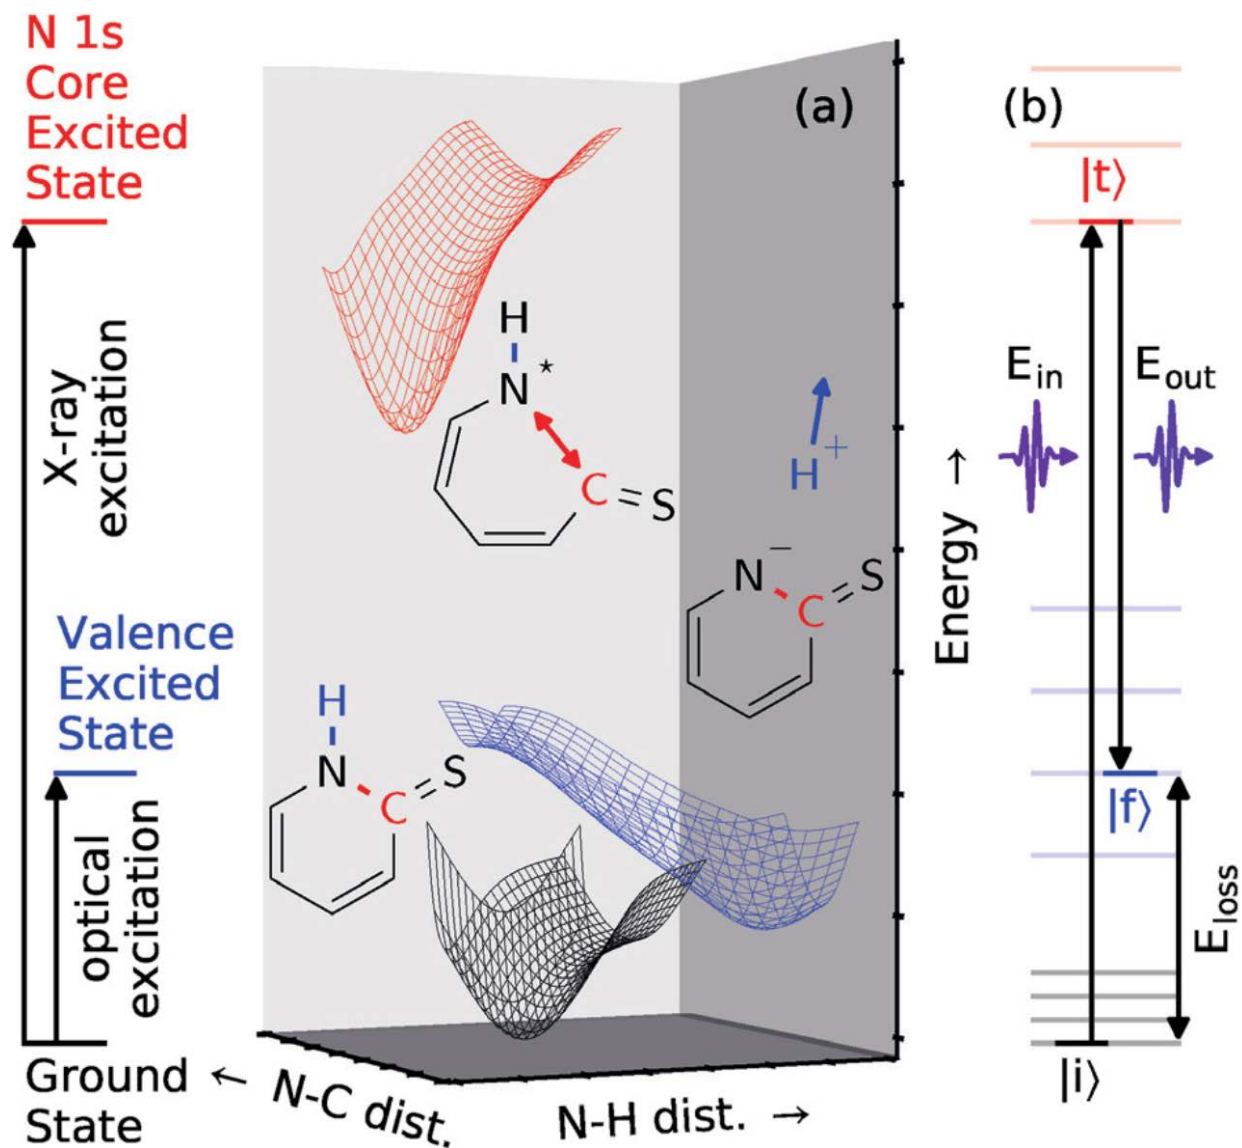 N 1s
Core
Excited
State
(a)
(b)
|t⟩
H
N*
C=S
X-ray
excitation
E_in
E_out
H+
Energy →
N−
C=S
Valence
Excited
State
H
N
C=S
|f⟩
optical
excitation
E_loss
|i⟩
Ground
State
← N-C dist.
N-H dist. →